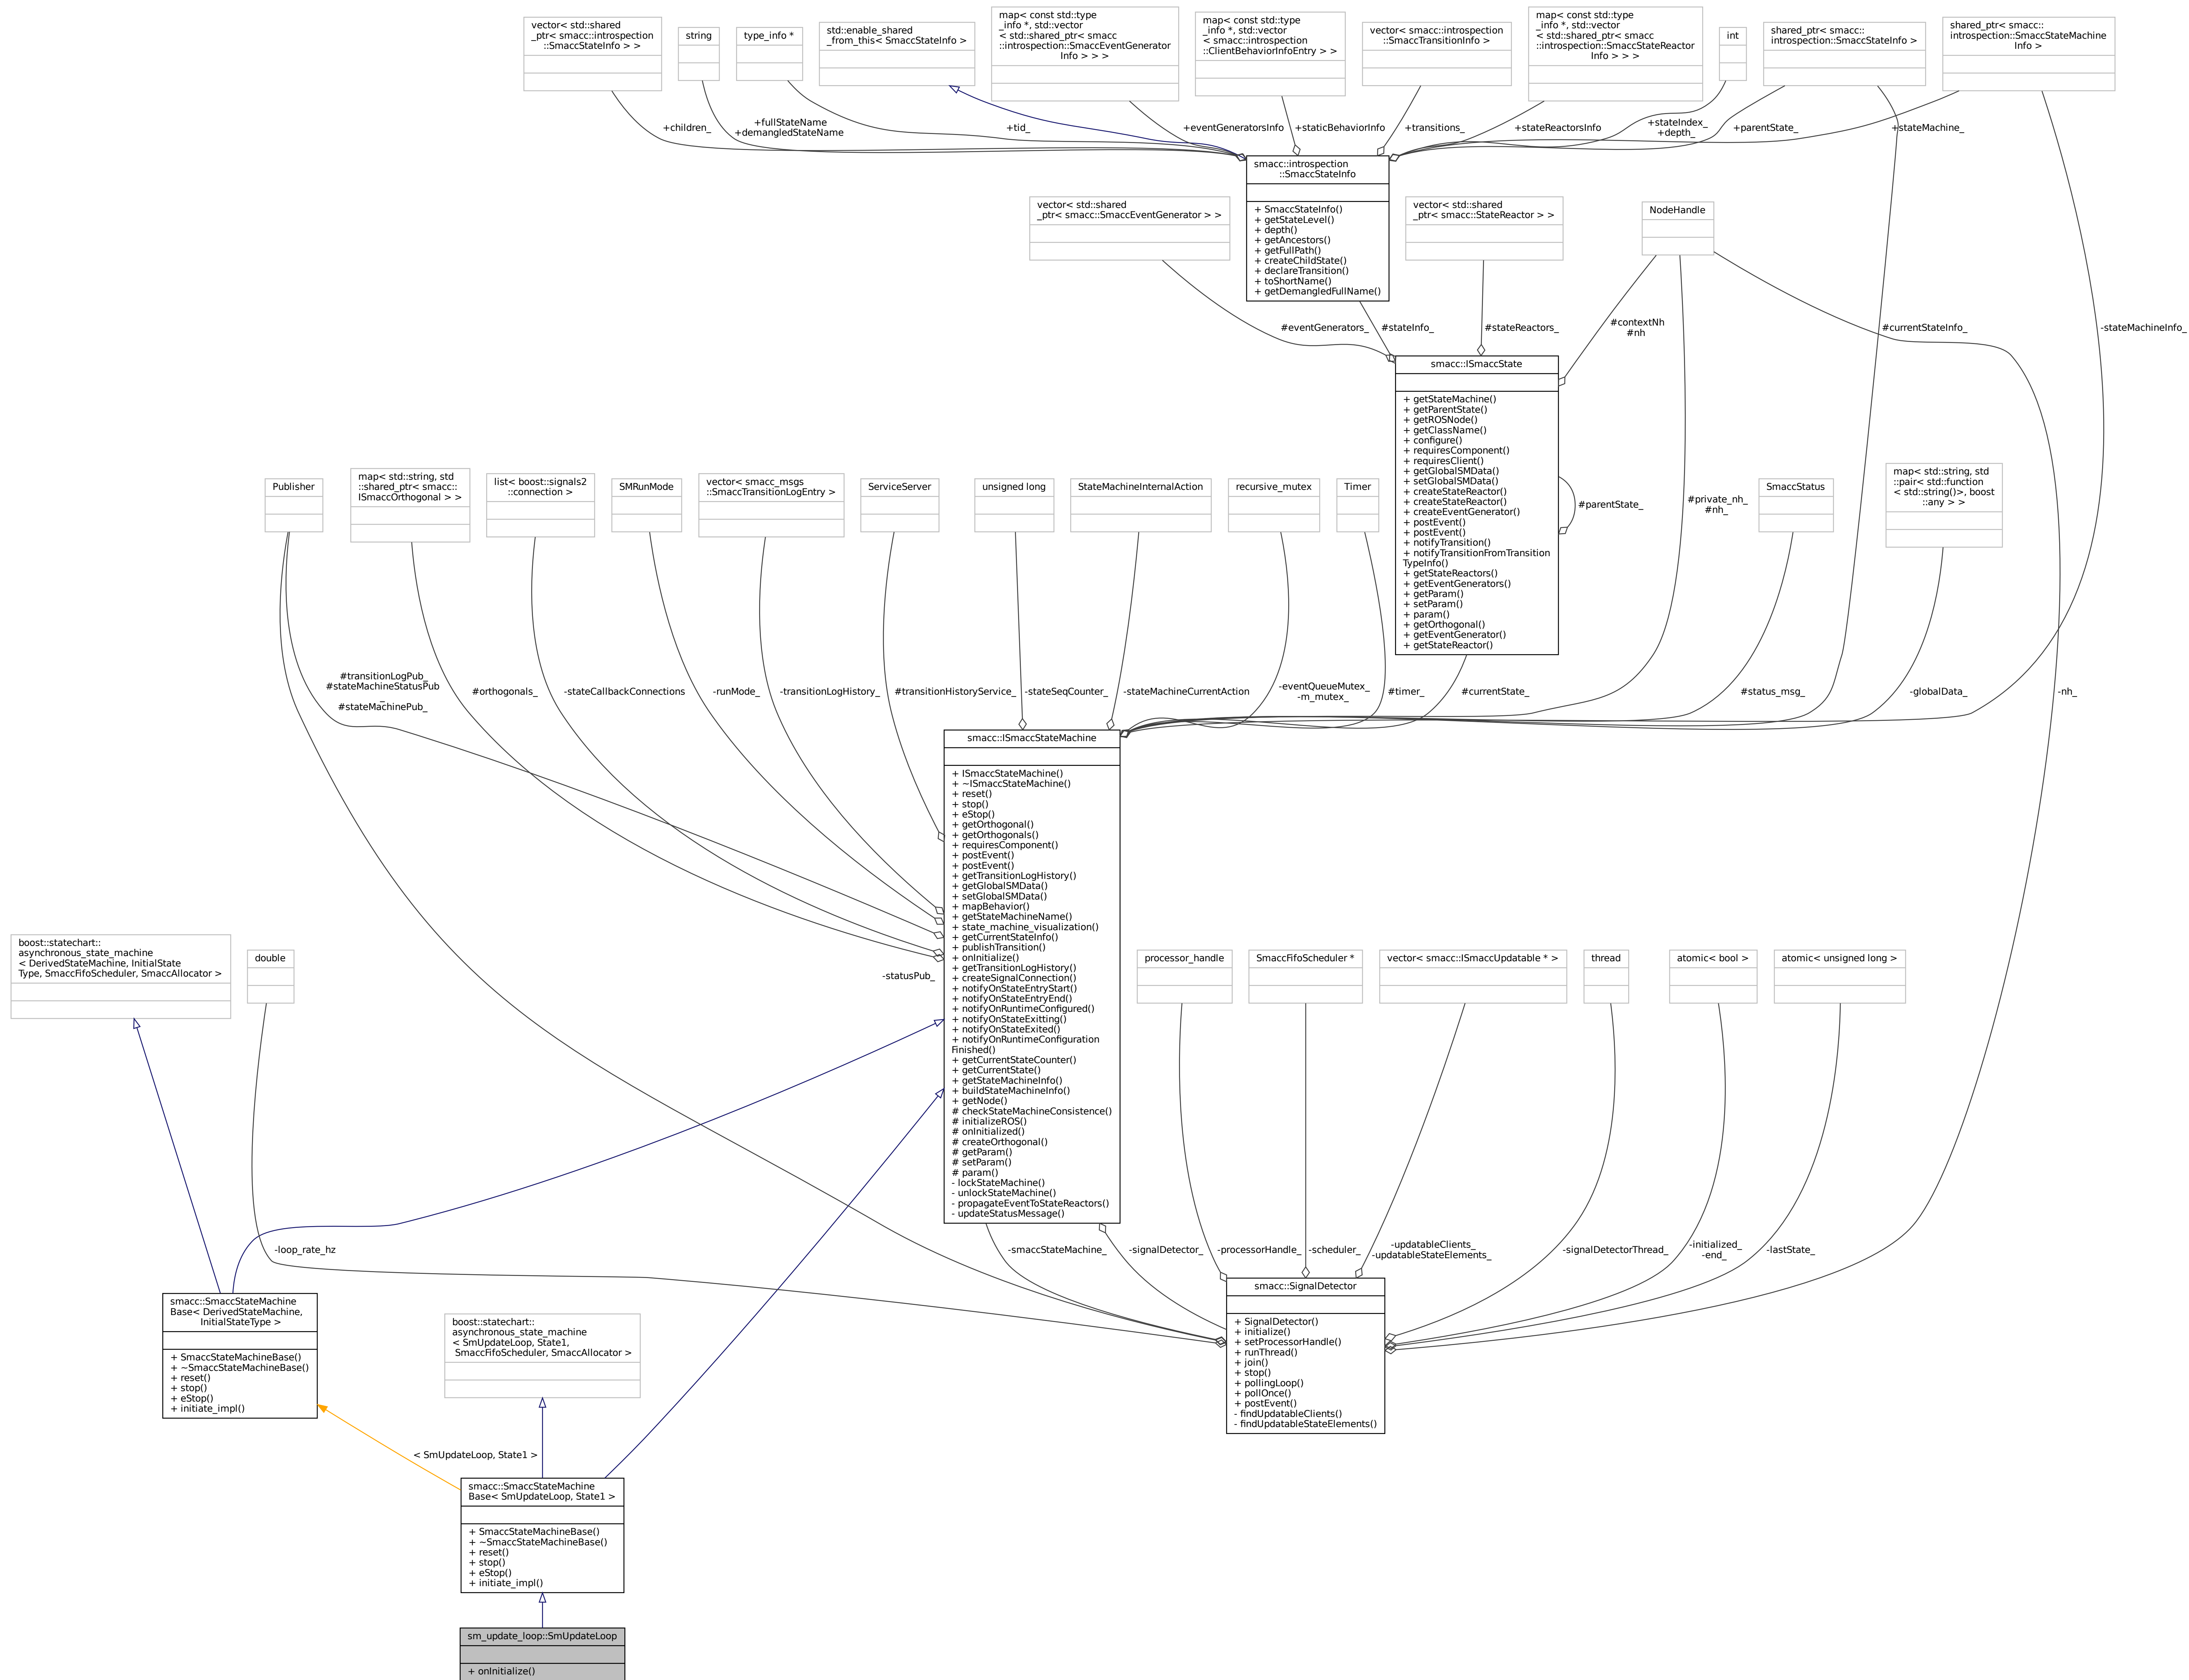 vector< std::shared
_ptr< smacc::introspection
::SmaccStateInfo > >
string
type_info *
std::enable_shared
_from_this< SmaccStateInfo >
map< const std::type
_info *, std::vector
< std::shared_ptr< smacc
::introspection::SmaccEventGenerator
Info > > >
map< const std::type
_info *, std::vector
< smacc::introspection
::ClientBehaviorInfoEntry > >
vector< smacc::introspection
::SmaccTransitionInfo >
map< const std::type
_info *, std::vector
< std::shared_ptr< smacc
::introspection::SmaccStateReactor
Info > > >
int
shared_ptr< smacc::
introspection::SmaccStateInfo >
shared_ptr< smacc::
introspection::SmaccStateMachine
Info >
+children_
+fullStateName
+demangledStateName
+tid_
+eventGeneratorsInfo
+staticBehaviorInfo
+transitions_
+stateReactorsInfo
+stateIndex_
+depth_
+parentState_
+stateMachine_
smacc::introspection
::SmaccStateInfo
+ SmaccStateInfo()
+ getStateLevel()
+ depth()
+ getAncestors()
+ getFullPath()
+ createChildState()
+ declareTransition()
+ toShortName()
+ getDemangledFullName()
vector< std::shared
_ptr< smacc::SmaccEventGenerator > >
vector< std::shared
_ptr< smacc::StateReactor > >
NodeHandle
#eventGenerators_
#stateInfo_
#stateReactors_
#contextNh
#nh
#currentStateInfo_
-stateMachineInfo_
smacc::ISmaccState
+ getStateMachine()
+ getParentState()
+ getROSNode()
+ getClassName()
+ configure()
+ requiresComponent()
+ requiresClient()
+ getGlobalSMData()
+ setGlobalSMData()
+ createStateReactor()
+ createStateReactor()
+ createEventGenerator()
+ postEvent()
+ postEvent()
+ notifyTransition()
+ notifyTransitionFromTransition
TypeInfo()
+ getStateReactors()
+ getEventGenerators()
+ getParam()
+ setParam()
+ param()
+ getOrthogonal()
+ getEventGenerator()
+ getStateReactor()
#parentState_
#private_nh_
#nh_
Publisher
map< std::string, std
::shared_ptr< smacc::
ISmaccOrthogonal > >
list< boost::signals2
::connection >
SMRunMode
vector< smacc_msgs
::SmaccTransitionLogEntry >
ServiceServer
unsigned long
StateMachineInternalAction
recursive_mutex
Timer
SmaccStatus
map< std::string, std
::pair< std::function
< std::string()>, boost
::any > >
#transitionLogPub_
#stateMachineStatusPub
_
#stateMachinePub_
#orthogonals_
-stateCallbackConnections
-runMode_
-transitionLogHistory_
#transitionHistoryService_
-stateSeqCounter_
-stateMachineCurrentAction
-eventQueueMutex_
-m_mutex_
#timer_
#currentState_
#status_msg_
-globalData_
-nh_
smacc::ISmaccStateMachine
+ ISmaccStateMachine()
+ ~ISmaccStateMachine()
+ reset()
+ stop()
+ eStop()
+ getOrthogonal()
+ getOrthogonals()
+ requiresComponent()
+ postEvent()
+ postEvent()
+ getTransitionLogHistory()
+ getGlobalSMData()
+ setGlobalSMData()
+ mapBehavior()
+ getStateMachineName()
+ state_machine_visualization()
+ getCurrentStateInfo()
+ publishTransition()
+ onInitialize()
+ getTransitionLogHistory()
+ createSignalConnection()
+ notifyOnStateEntryStart()
+ notifyOnStateEntryEnd()
+ notifyOnRuntimeConfigured()
+ notifyOnStateExitting()
+ notifyOnStateExited()
+ notifyOnRuntimeConfiguration
Finished()
+ getCurrentStateCounter()
+ getCurrentState()
+ getStateMachineInfo()
+ buildStateMachineInfo()
+ getNode()
# checkStateMachineConsistence()
# initializeROS()
# onInitialized()
# createOrthogonal()
# getParam()
# setParam()
# param()
- lockStateMachine()
- unlockStateMachine()
- propagateEventToStateReactors()
- updateStatusMessage()
boost::statechart::
asynchronous_state_machine
< DerivedStateMachine, InitialState
Type, SmaccFifoScheduler, SmaccAllocator >
double
-statusPub_
processor_handle
SmaccFifoScheduler *
vector< smacc::ISmaccUpdatable * >
thread
atomic< bool >
atomic< unsigned long >
-loop_rate_hz
-smaccStateMachine_
-signalDetector_
-processorHandle_
-scheduler_
-updatableClients_
-updatableStateElements_
-signalDetectorThread_
-initialized_
-end_
-lastState_
smacc::SmaccStateMachine
Base< DerivedStateMachine,
InitialStateType >
+ SmaccStateMachineBase()
+ ~SmaccStateMachineBase()
+ reset()
+ stop()
+ eStop()
+ initiate_impl()
boost::statechart::
asynchronous_state_machine
< SmUpdateLoop, State1,
SmaccFifoScheduler, SmaccAllocator >
smacc::SignalDetector
+ SignalDetector()
+ initialize()
+ setProcessorHandle()
+ runThread()
+ join()
+ stop()
+ pollingLoop()
+ pollOnce()
+ postEvent()
- findUpdatableClients()
- findUpdatableStateElements()
< SmUpdateLoop, State1 >
smacc::SmaccStateMachine
Base< SmUpdateLoop, State1 >
+ SmaccStateMachineBase()
+ ~SmaccStateMachineBase()
+ reset()
+ stop()
+ eStop()
+ initiate_impl()
sm_update_loop::SmUpdateLoop
+ onInitialize()